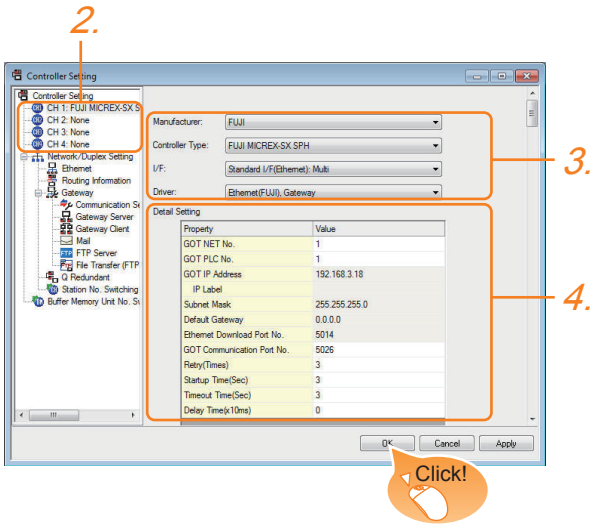 2.
Controller Setting
Controller Setting
CH 1: FUJI MICREX-SX S
CH 2: None
CH 3: None
CH 4: None
Network/Duplex Setting
Ethernet
Routing Information
Gateway
Communication Se
Gateway Server
Gateway Client
Mail
FTP FTP Server
File Transfer (FTP
Q Redundant
Station No. Switching
Buffer Memory Unit No. Sw
Manufacturer: FUJI
Controller Type: FUJI MICREX-SX SPH
I/F: Standard I/F(Ethernet): Multi
Driver: Ethernet(FUJI), Gateway
3.
Detail Setting
Property Value
GOT NET No. 1
GOT PLC No. 1
GOT IP Address 192.168.3.18
IP Label
Subnet Mask 255.255.255.0
Default Gateway 0.0.0.0
Ethernet Download Port No. 5014
GOT Communication Port No. 5026
Retry(Times) 3
Startup Time(Sec) 3
Timeout Time(Sec) 3
Delay Time(x10ms) 0
4.
OK Cancel Apply
Click!